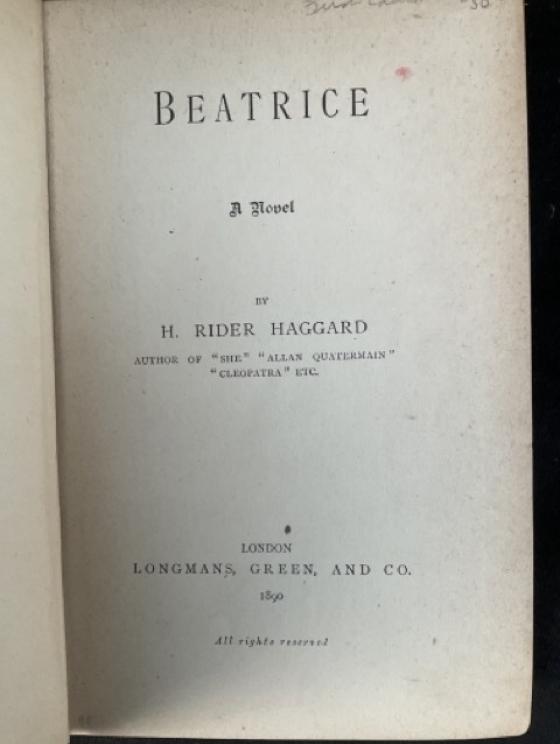 BEATRICE
A Novel
BY
H. RIDER HAGGARD
AUTHOR OF "SHE" "ALLAN QUATERMAIN"
"CLEOPATRA" ETC.
LONDON
LONGMANS, GREEN, AND CO.
1890
All rights reserved